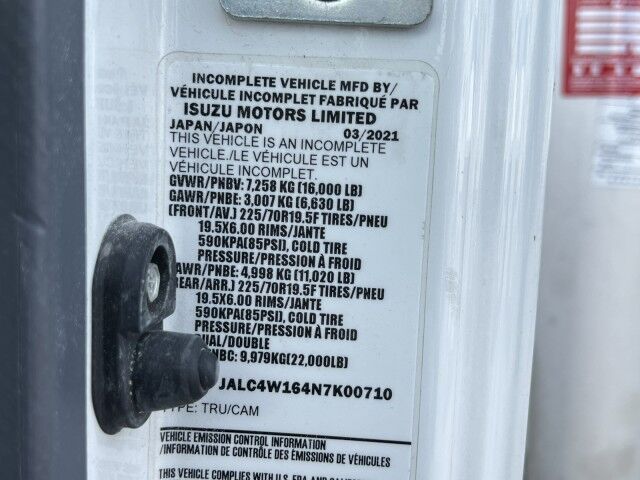 INCOMPLETE VEHICLE MFD BY/
VÉHICULE INCOMPLET FABRIQUÉ PAR
ISUZU MOTORS LIMITED
JAPAN/JAPON 03/2021
THIS VEHICLE IS AN INCOMPLETE
VEHICLE./LE VÉHICULE EST UN
VÉHICULE INCOMPLET.
GVWR/PNBV: 7,258 KG (16,000 LB)
GAWR/PNBE: 3,007 KG (6,630 LB)
(FRONT/AV.) 225/70R19.5F TIRES/PNEU
19.5X6.00 RIMS/JANTE
590KPA(85PSI), COLD TIRE
PRESSURE/PRESSION À FROID
AWR/PNBE: 4,998 KG (11,020 LB)
EAR/ARR.) 225/70R19.5F TIRES/PNEU
19.5X6.00 RIMS/JANTE
590KPA(85PSI), COLD TIRE
PRESSURE/PRESSION À FROID
UAL/DOUBLE
NBC: 9,979KG(22,000LB)
JALC4W164N7K00710
TYPE: TRU/CAM
VEHICLE EMISSION CONTROL INFORMATION
/INFORMATION DE CONTRÔLE DES ÉMISSIONS DE VÉHICULES
THIS VEHICLE COMPLIES WITH U.S. EPA AND